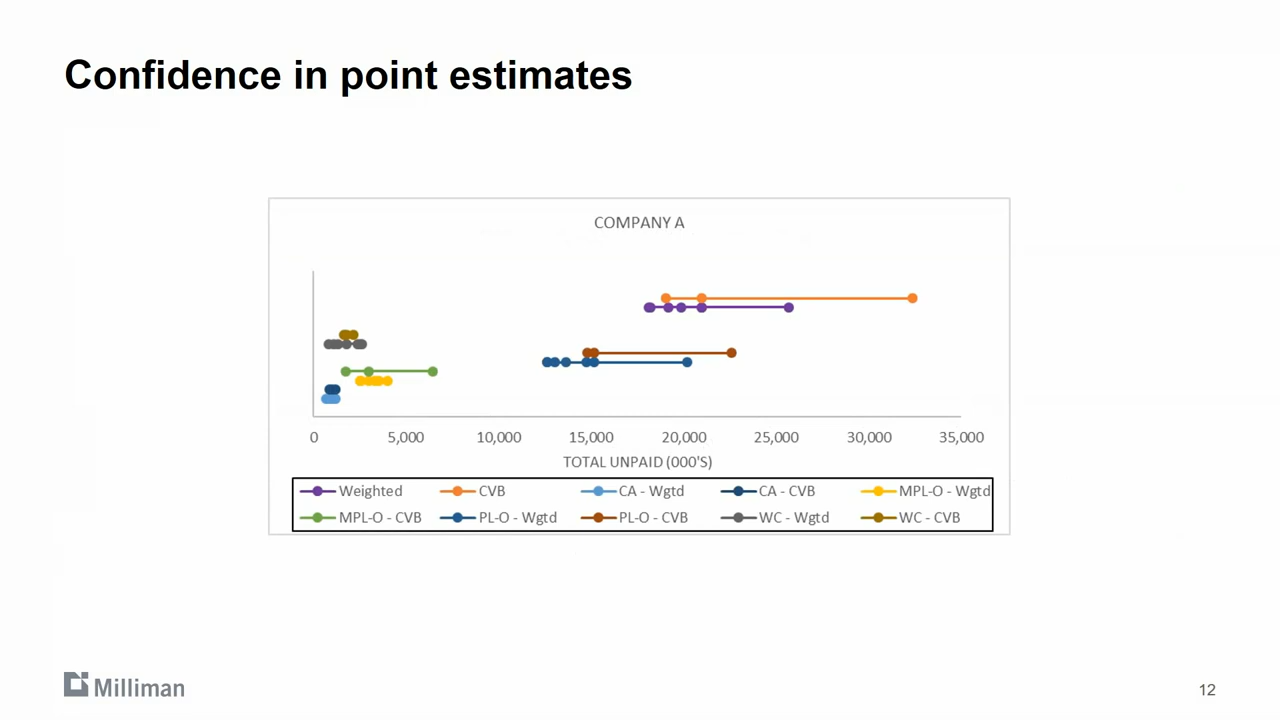 Confidence in point estimates
COMPANY A
0 5,000 10,000 15,000 20,000 25,000 30,000 35,000
TOTAL UNPAID (000'S)
Weighted CVB CA - Wgtd CA - CVB MPL-O - Wgtd
MPL-O - CVB PL-O - Wgtd PL-O - CVB WC - Wgtd WC - CVB
Milliman
12